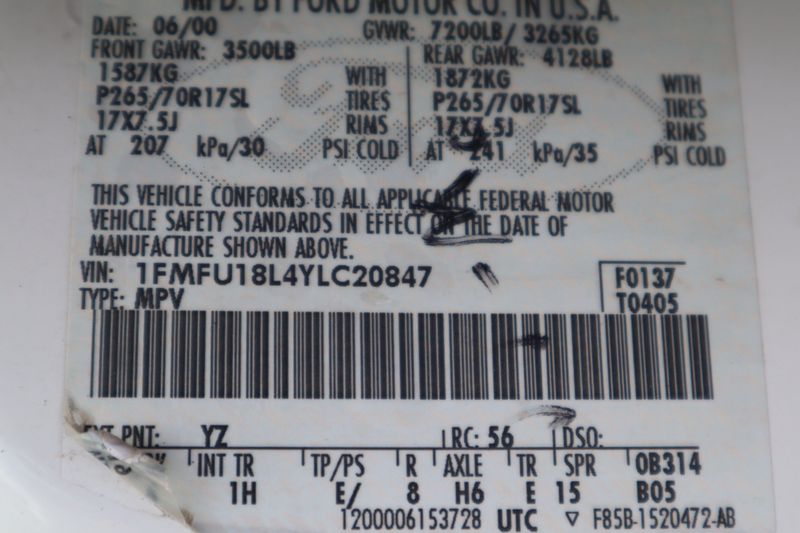 MFD. BY FORD MOTOR CO. IN U.S.A.
DATE: 06/00 GVWR: 7200LB/ 3265KG
FRONT GAWR: 3500LB REAR GAWR: 4128LB
1587KG WITH 1872KG WITH
P265/70R17SL TIRES P265/70R17SL TIRES
17X7.5J RIMS 17X7.5J RIMS
AT 207 kPa/30 PSI COLD AT 241 kPa/35 PSI COLD
THIS VEHICLE CONFORMS TO ALL APPLICABLE FEDERAL MOTOR
VEHICLE SAFETY STANDARDS IN EFFECT ON THE DATE OF
MANUFACTURE SHOWN ABOVE.
VIN: 1FMFU18L4YLC20847 F0137
TYPE: MPV T0405
EXT PNT: YZ RC: 56 DSO:
INT TR TP/PS R AXLE TR SPR 0B314
1H E/ 8 H6 E 15 B05
1200006153728 UTC ▽ F85B-1520472-AB